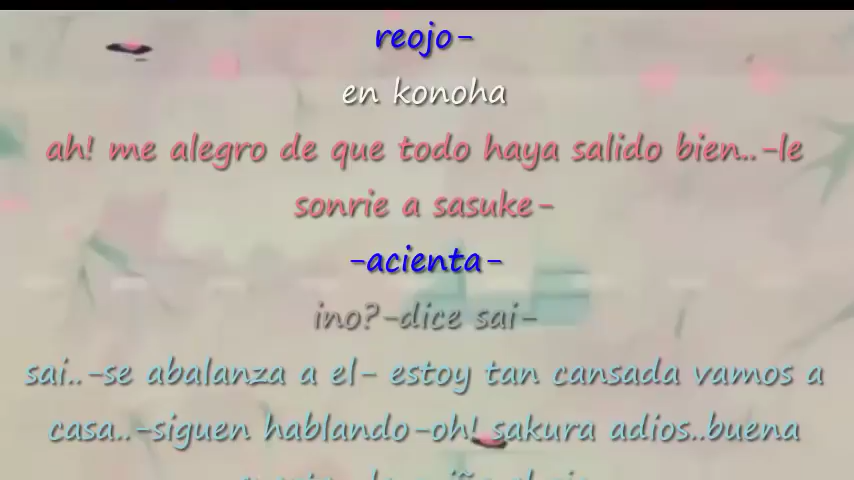 reojo-
en konoha
ah! me alegro de que todo haya salido bien..-le
sonrie a sasuke-
-acienta-
ino?-dice sai-
sai..-se abalanza a el- estoy tan cansada vamos a
casa..-siguen hablando-oh! sakura adios..buena